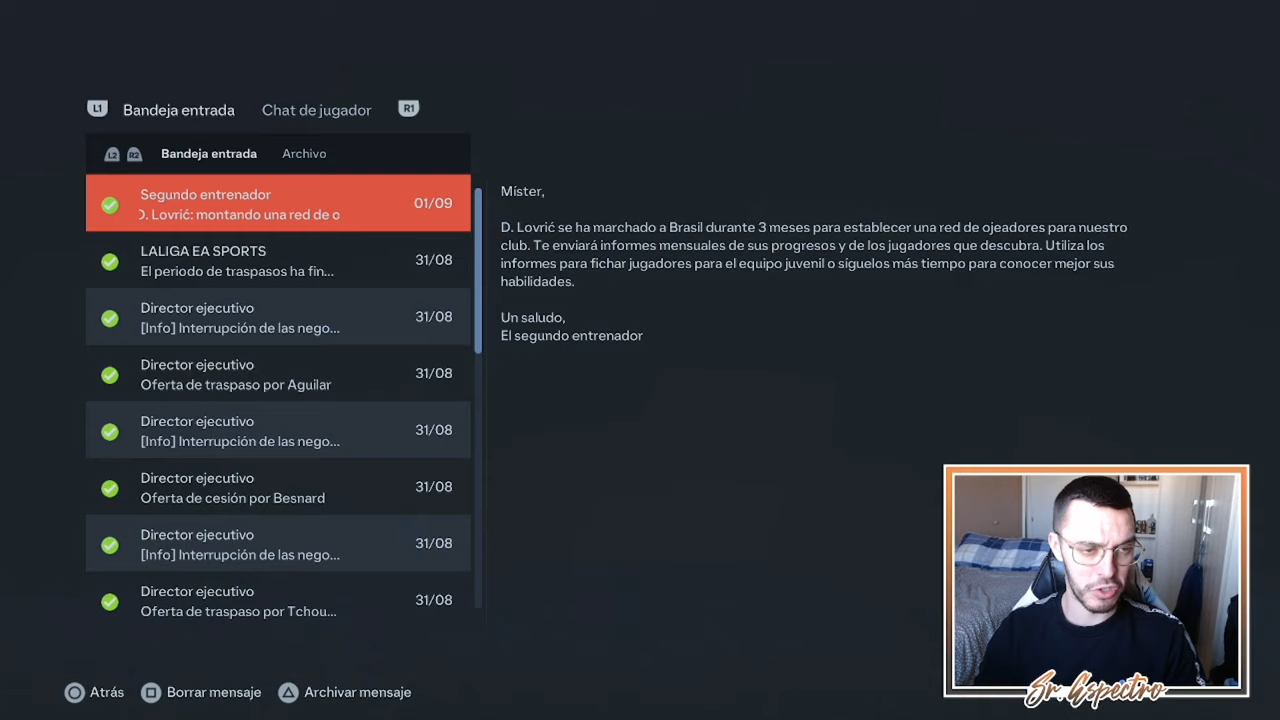 L1 Bandeja entrada Chat de jugador R1
L2 R2 Bandeja entrada Archivo
Segundo entrenador 01/09
D. Lovrić: montando una red de o
LALIGA EA SPORTS 31/08
El periodo de traspasos ha fin...
Director ejecutivo 31/08
[Info] Interrupción de las nego...
Director ejecutivo 31/08
Oferta de traspaso por Aguilar
Director ejecutivo 31/08
[Info] Interrupción de las nego...
Director ejecutivo 31/08
Oferta de cesión por Besnard
Director ejecutivo 31/08
[Info] Interrupción de las nego...
Director ejecutivo 31/08
Oferta de traspaso por Tchou...
Míster,
D. Lovrić se ha marchado a Brasil durante 3 meses para establecer una red de ojeadores para nuestro
club. Te enviará informes mensuales de sus progresos y de los jugadores que descubra. Utiliza los
informes para fichar jugadores para el equipo juvenil o síguelos más tiempo para conocer mejor sus
habilidades.
Un saludo,
El segundo entrenador
Atrás Borrar mensaje Archivar mensaje
Sr. Espectro